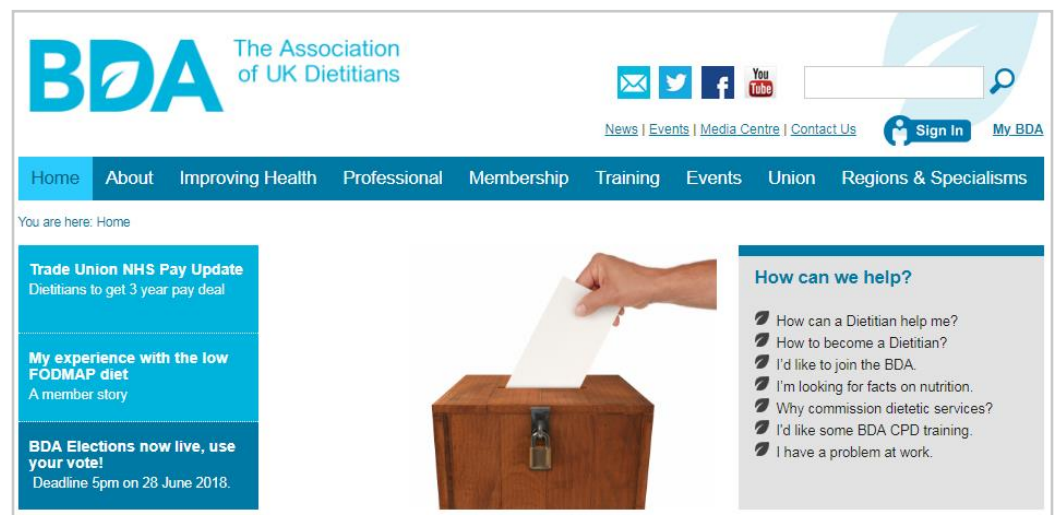 BDA
The Association
of UK Dietitians
You
Tube
News | Events | Media Centre | Contact Us
Sign In
My BDA
Home About Improving Health Professional Membership Training Events Union Regions & Specialisms
You are here: Home
Trade Union NHS Pay Update
Dietitians to get 3 year pay deal
My experience with the low
FODMAP diet
A member story
BDA Elections now live, use
your vote!
Deadline 5pm on 28 June 2018.
How can we help?
How can a Dietitian help me?
How to become a Dietitian?
I'd like to join the BDA.
I'm looking for facts on nutrition.
Why commission dietetic services?
I'd like some BDA CPD training.
I have a problem at work.